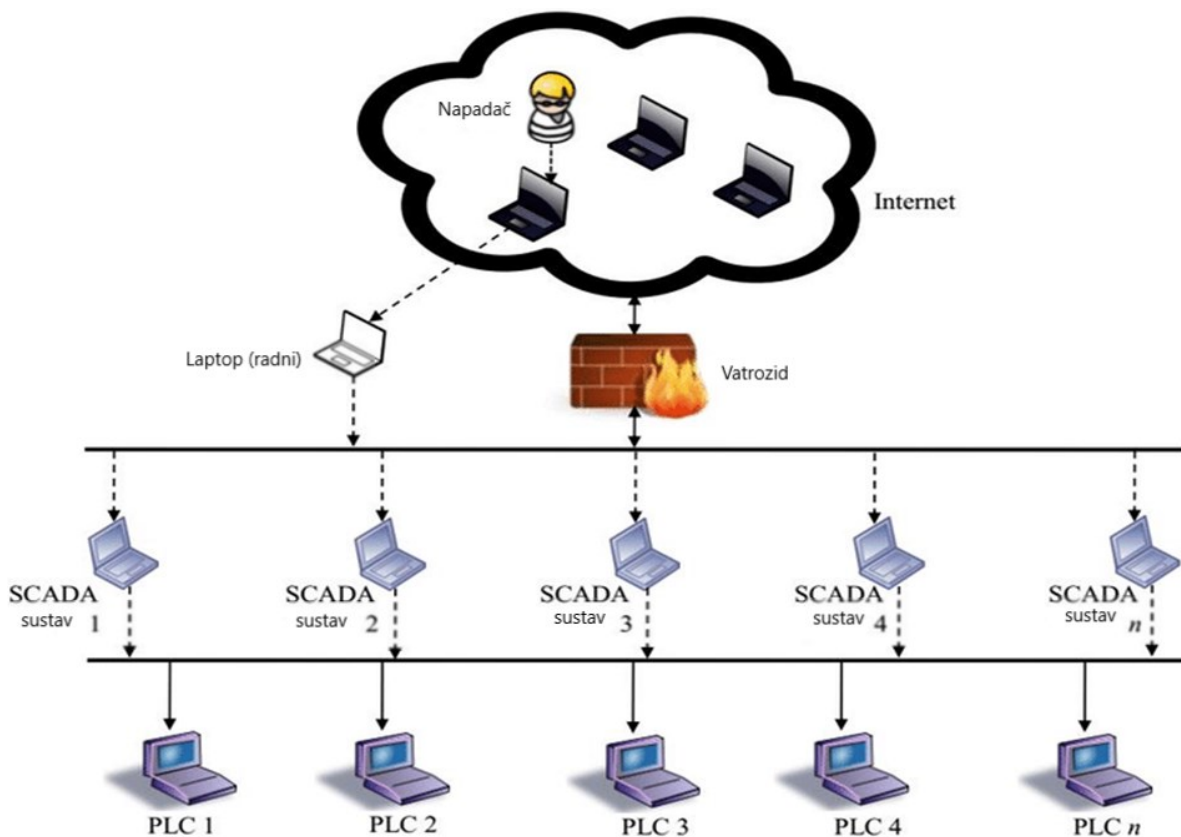 Napadač
Internet
Laptop (radni)
Vatrozid
SCADA
sustav 1
SCADA
sustav 2
SCADA
sustav 3
SCADA
sustav 4
SCADA
sustav n
PLC 1
PLC 2
PLC 3
PLC 4
PLC n